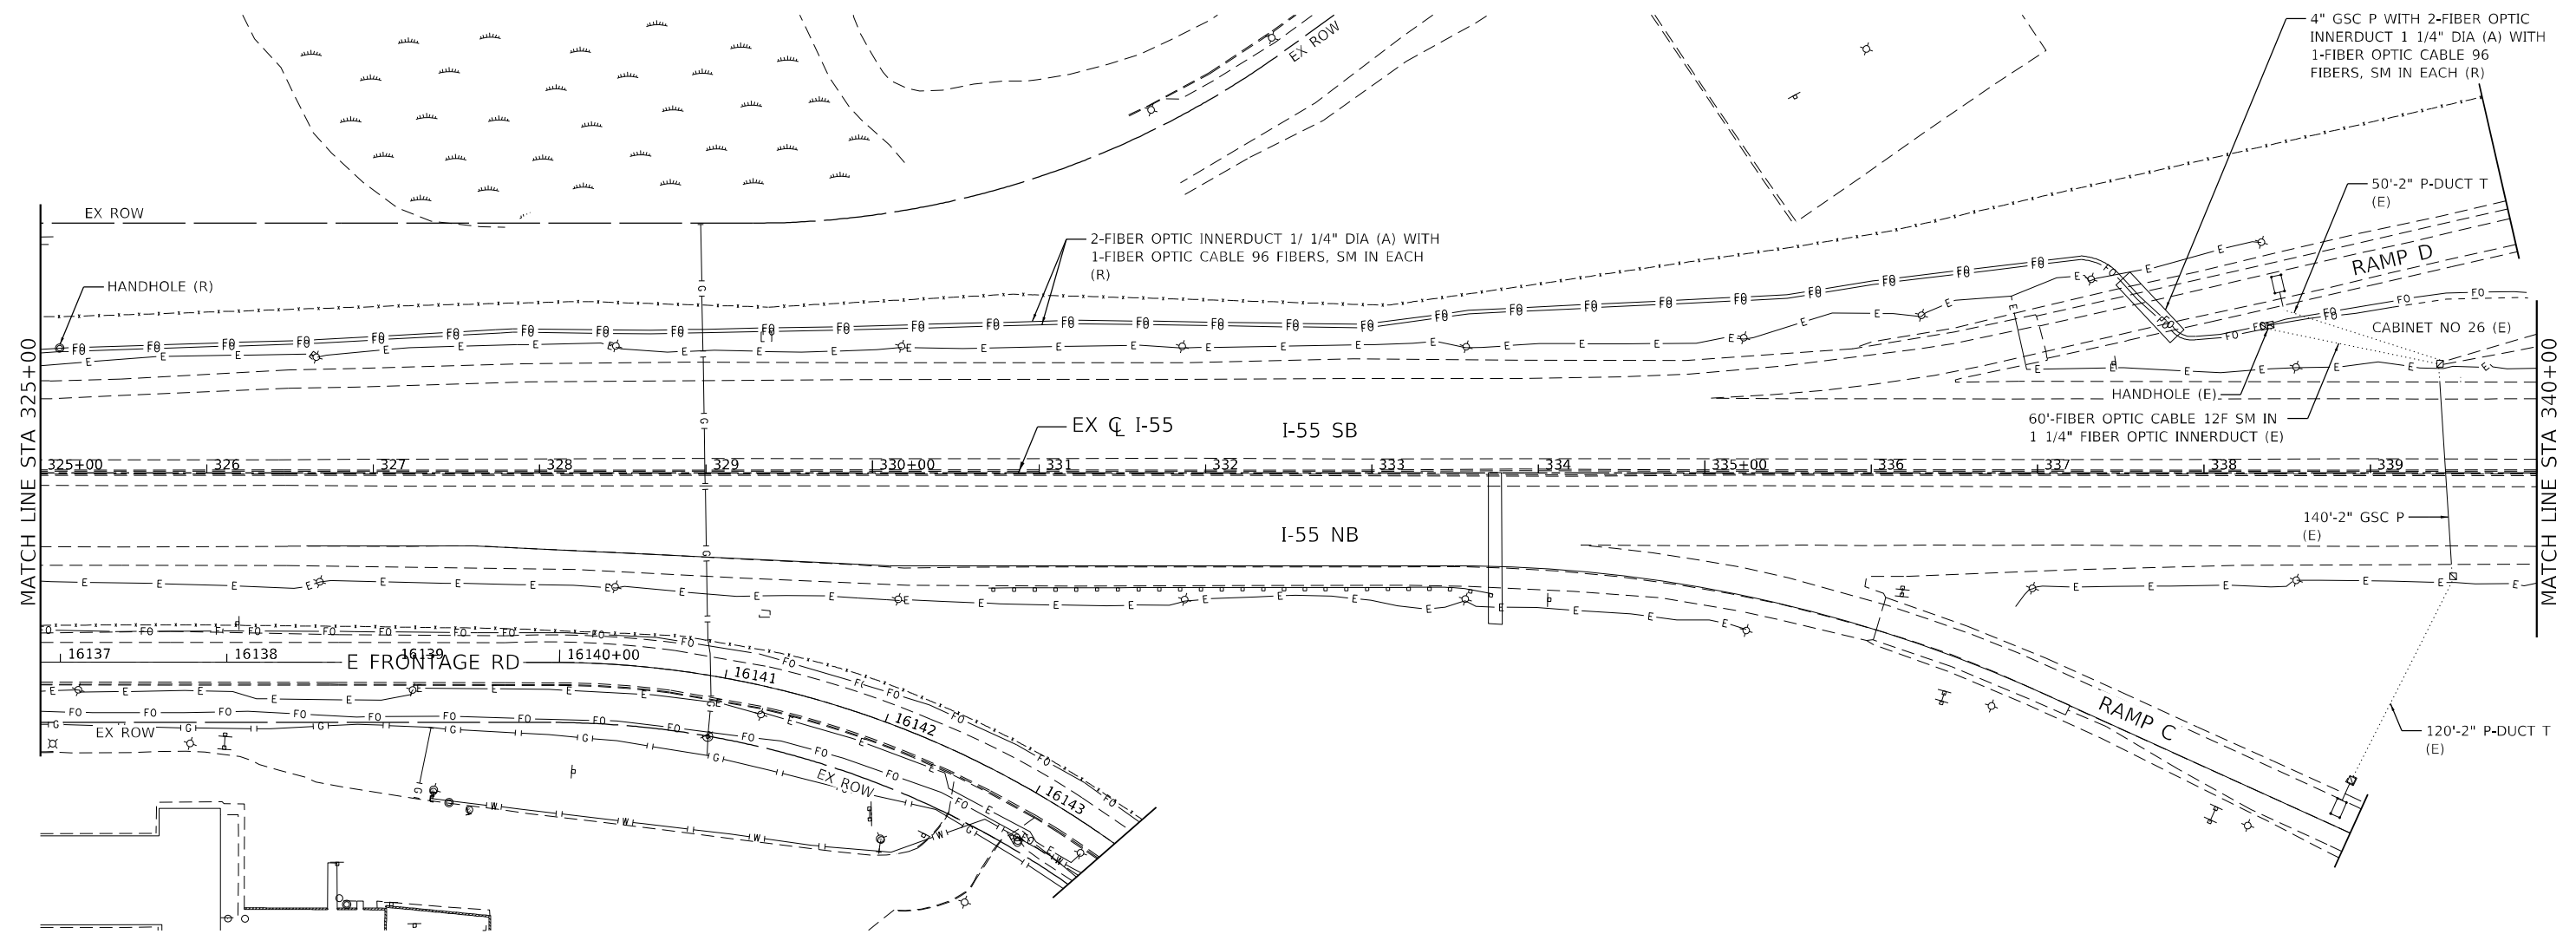 4" GSC P WITH 2-FIBER OPTIC
INNERDUCT 1 1/4" DIA (A) WITH
1-FIBER OPTIC CABLE 96
FIBERS, SM IN EACH (R)
EX ROW
50'-2" P-DUCT T
(E)
EX ROW
2-FIBER OPTIC INNERDUCT 1/ 1/4" DIA (A) WITH
1-FIBER OPTIC CABLE 96 FIBERS, SM IN EACH
(R)
RAMP D
HANDHOLE (R)
CABINET NO 26 (E)
MATCH LINE STA 325+00
MATCH LINE STA 340+00
HANDHOLE (E)
60'-FIBER OPTIC CABLE 12F SM IN
1 1/4" FIBER OPTIC INNERDUCT (E)
EX CL I-55
I-55 SB
325+00 326 327 328 329 330+00 331 332 333 334 335+00 336 337 338 339
140'-2" GSC P
(E)
I-55 NB
16137 16138 16139 16140+00 16141 16142 16143
E FRONTAGE RD
RAMP C
EX ROW
120'-2" P-DUCT T
(E)
EX ROW